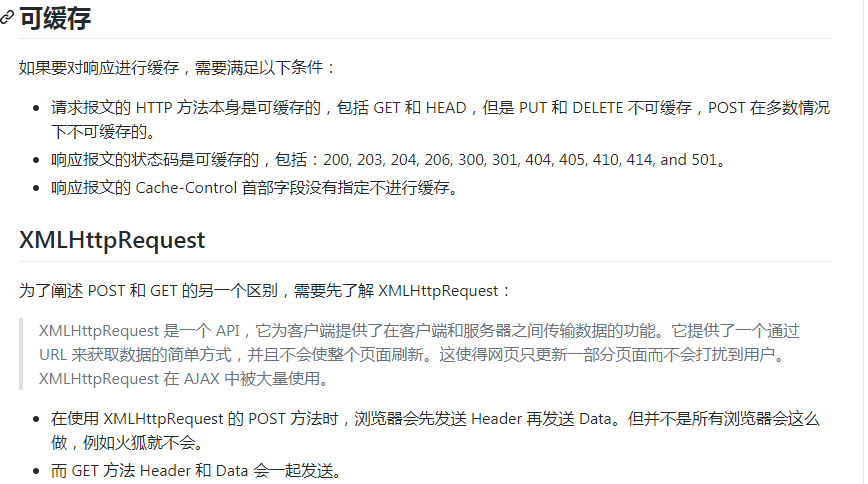 可缓存
如果要对响应进行缓存，需要满足以下条件：
请求报文的 HTTP 方法本身是可缓存的，包括 GET 和 HEAD，但是 PUT 和 DELETE 不可缓存，POST 在多数情况
下不可缓存的。
响应报文的状态码是可缓存的，包括：200, 203, 204, 206, 300, 301, 404, 405, 410, 414, and 501。
响应报文的 Cache-Control 首部字段没有指定不进行缓存。
XMLHttpRequest
为了阐述 POST 和 GET 的另一个区别，需要先了解 XMLHttpRequest：
XMLHttpRequest 是一个 API，它为客户端提供了在客户端和服务器之间传输数据的功能。它提供了一个通过
URL 来获取数据的简单方式，并且不会使整个页面刷新。这使得网页只更新一部分页面而不会打扰到用户。
XMLHttpRequest 在 AJAX 中被大量使用。
在使用 XMLHttpRequest 的 POST 方法时，浏览器会先发送 Header 再发送 Data。但并不是所有浏览器会这么
做，例如火狐就不会。
而 GET 方法 Header 和 Data 会一起发送。